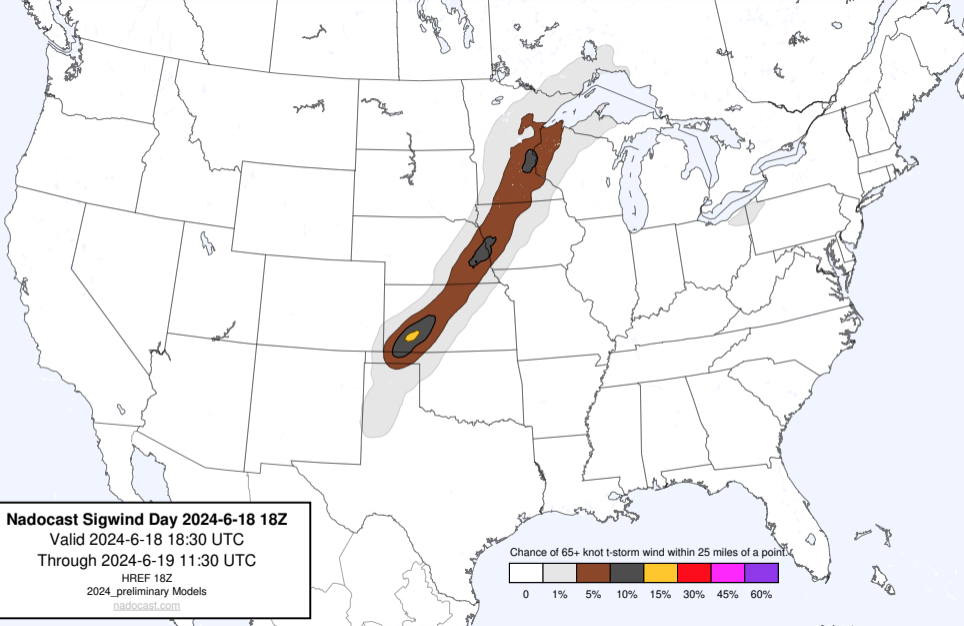 Nadocast Sigwind Day 2024-6-18 18Z
Valid 2024-6-18 18:30 UTC
Through 2024-6-19 11:30 UTC
HREF 18Z
2024_preliminary Models
nadocast.com
Chance of 65+ knot t-storm wind within 25 miles of a point.
0 1% 5% 10% 15% 30% 45% 60%